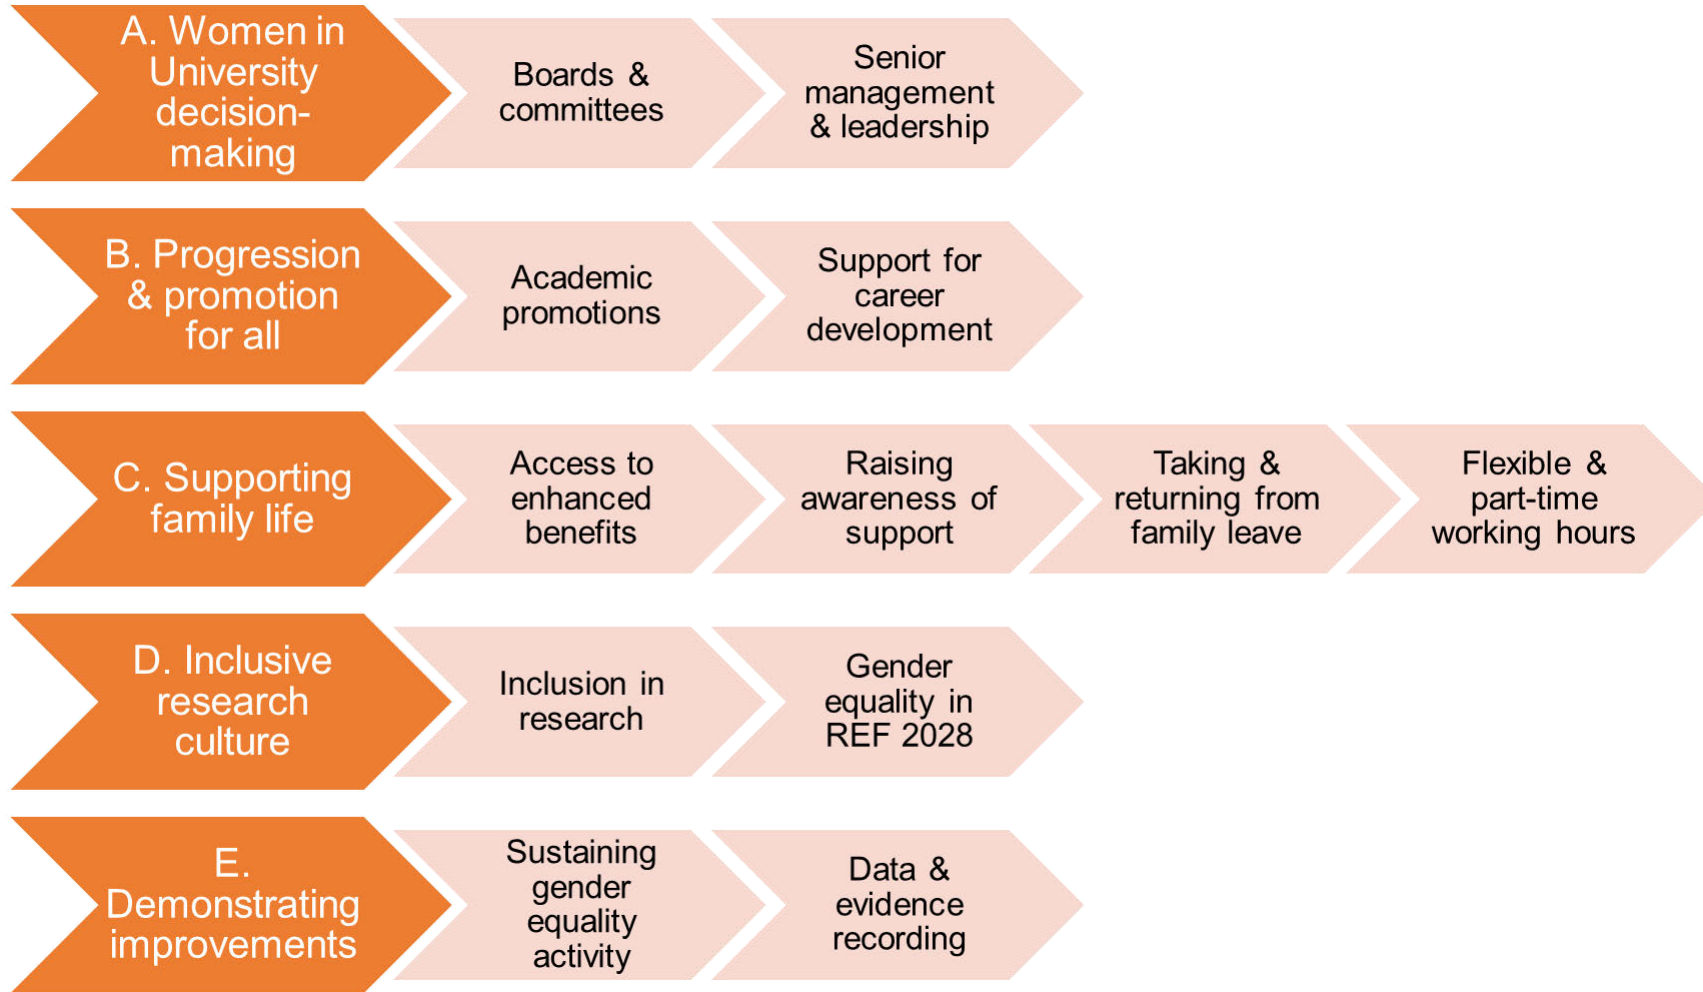 A. Women in
University
decision-
making
Boards &
committees
Senior
management
& leadership
B. Progression
& promotion
for all
Academic
promotions
Support for
career
development
C. Supporting
family life
Access to
enhanced
benefits
Raising
awareness of
support
Taking &
returning from
family leave
Flexible &
part-time
working hours
D. Inclusive
research
culture
Inclusion in
research
Gender
equality in
REF 2028
E.
Demonstrating
improvements
Sustaining
gender
equality
activity
Data &
evidence
recording